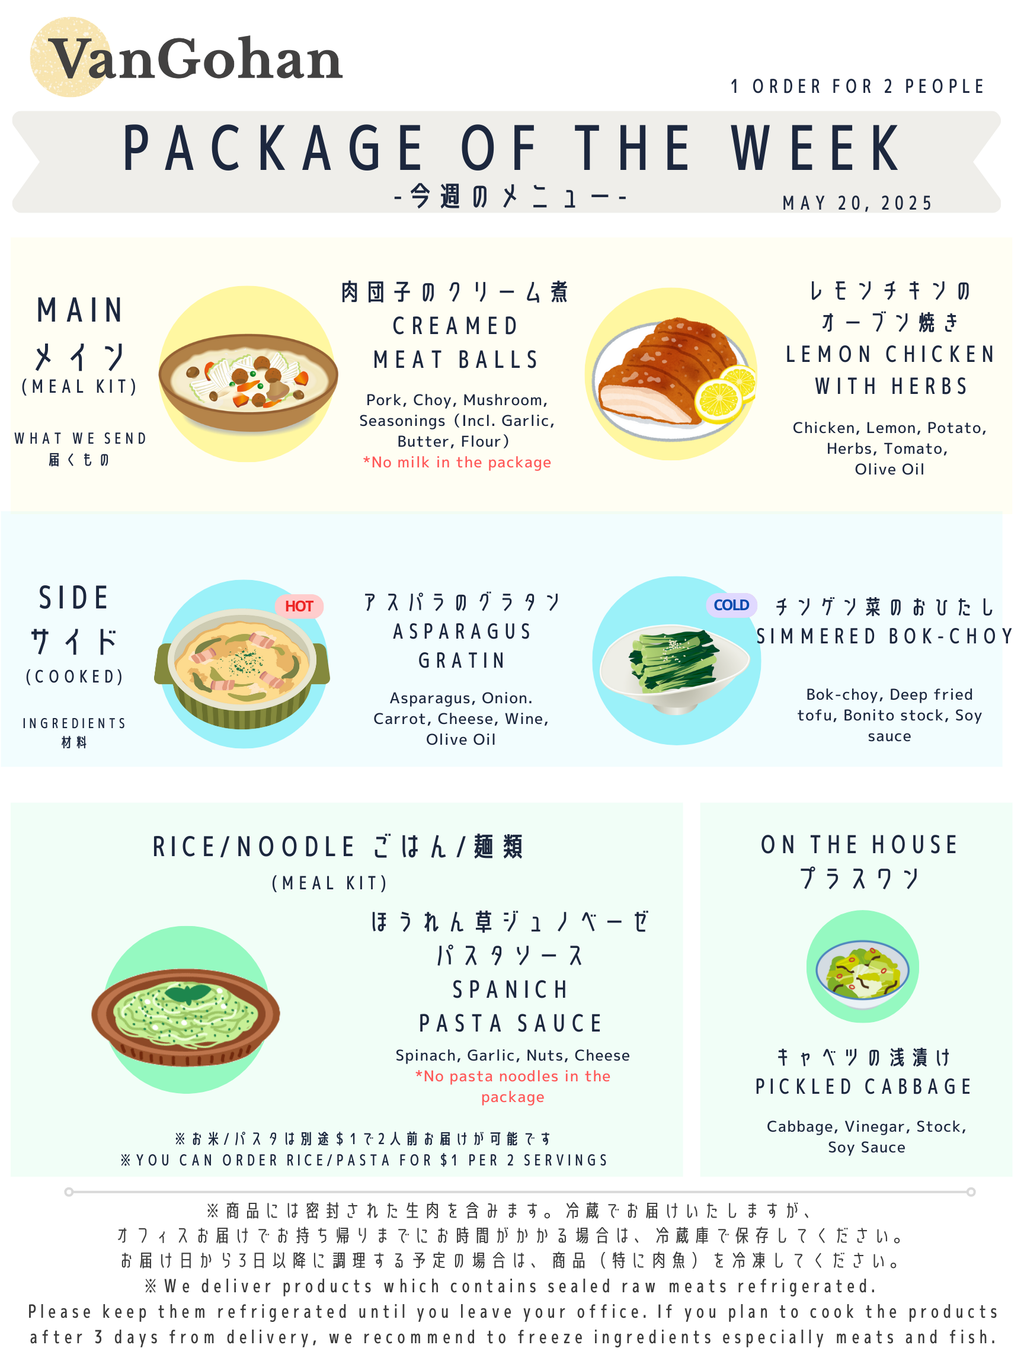 VanGohan
1 ORDER FOR 2 PEOPLE
PACKAGE OF THE WEEK
-今週のメニュー-
MAY 20, 2025
MAIN
メイン
(MEAL KIT)
WHAT WE SEND
届くもの
肉団子のクリーム煮
CREAMED
MEAT BALLS
Pork, Choy, Mushroom,
Seasonings (Incl. Garlic,
Butter, Flour)
*No milk in the package
レモンチキンの
オーブン焼き
LEMON CHICKEN
WITH HERBS
Chicken, Lemon, Potato,
Herbs, Tomato,
Olive Oil
SIDE
サイド
(COOKED)
INGREDIENTS
材料
HOT
アスパラのグラタン
ASPARAGUS
GRATIN
Asparagus, Onion.
Carrot, Cheese, Wine,
Olive Oil
COLD
チンゲン菜のおひたし
SIMMERED BOK-CHOY
Bok-choy, Deep fried
tofu, Bonito stock, Soy
sauce
RICE/NOODLE ごはん/麺類
(MEAL KIT)
ほうれん草ジュノベーゼ
パスタソース
SPANICH
PASTA SAUCE
Spinach, Garlic, Nuts, Cheese
*No pasta noodles in the
package
※お米/パスタは別途$1で2人前お届けが可能です
※YOU CAN ORDER RICE/PASTA FOR $1 PER 2 SERVINGS
ON THE HOUSE
プラスワン
キャベツの浅漬け
PICKLED CABBAGE
Cabbage, Vinegar, Stock,
Soy Sauce
※商品には密封された生肉を含みます。冷蔵でお届けいたしますが、
オフィスお届けでお持ち帰りまでにお時間がかかる場合は、冷蔵庫で保存してください。
お届け日から3日以降に調理する予定の場合は、商品（特に肉魚）を冷凍してください。
※We deliver products which contains sealed raw meats refrigerated.
Please keep them refrigerated until you leave your office. If you plan to cook the products
after 3 days from delivery, we recommend to freeze ingredients especially meats and fish.